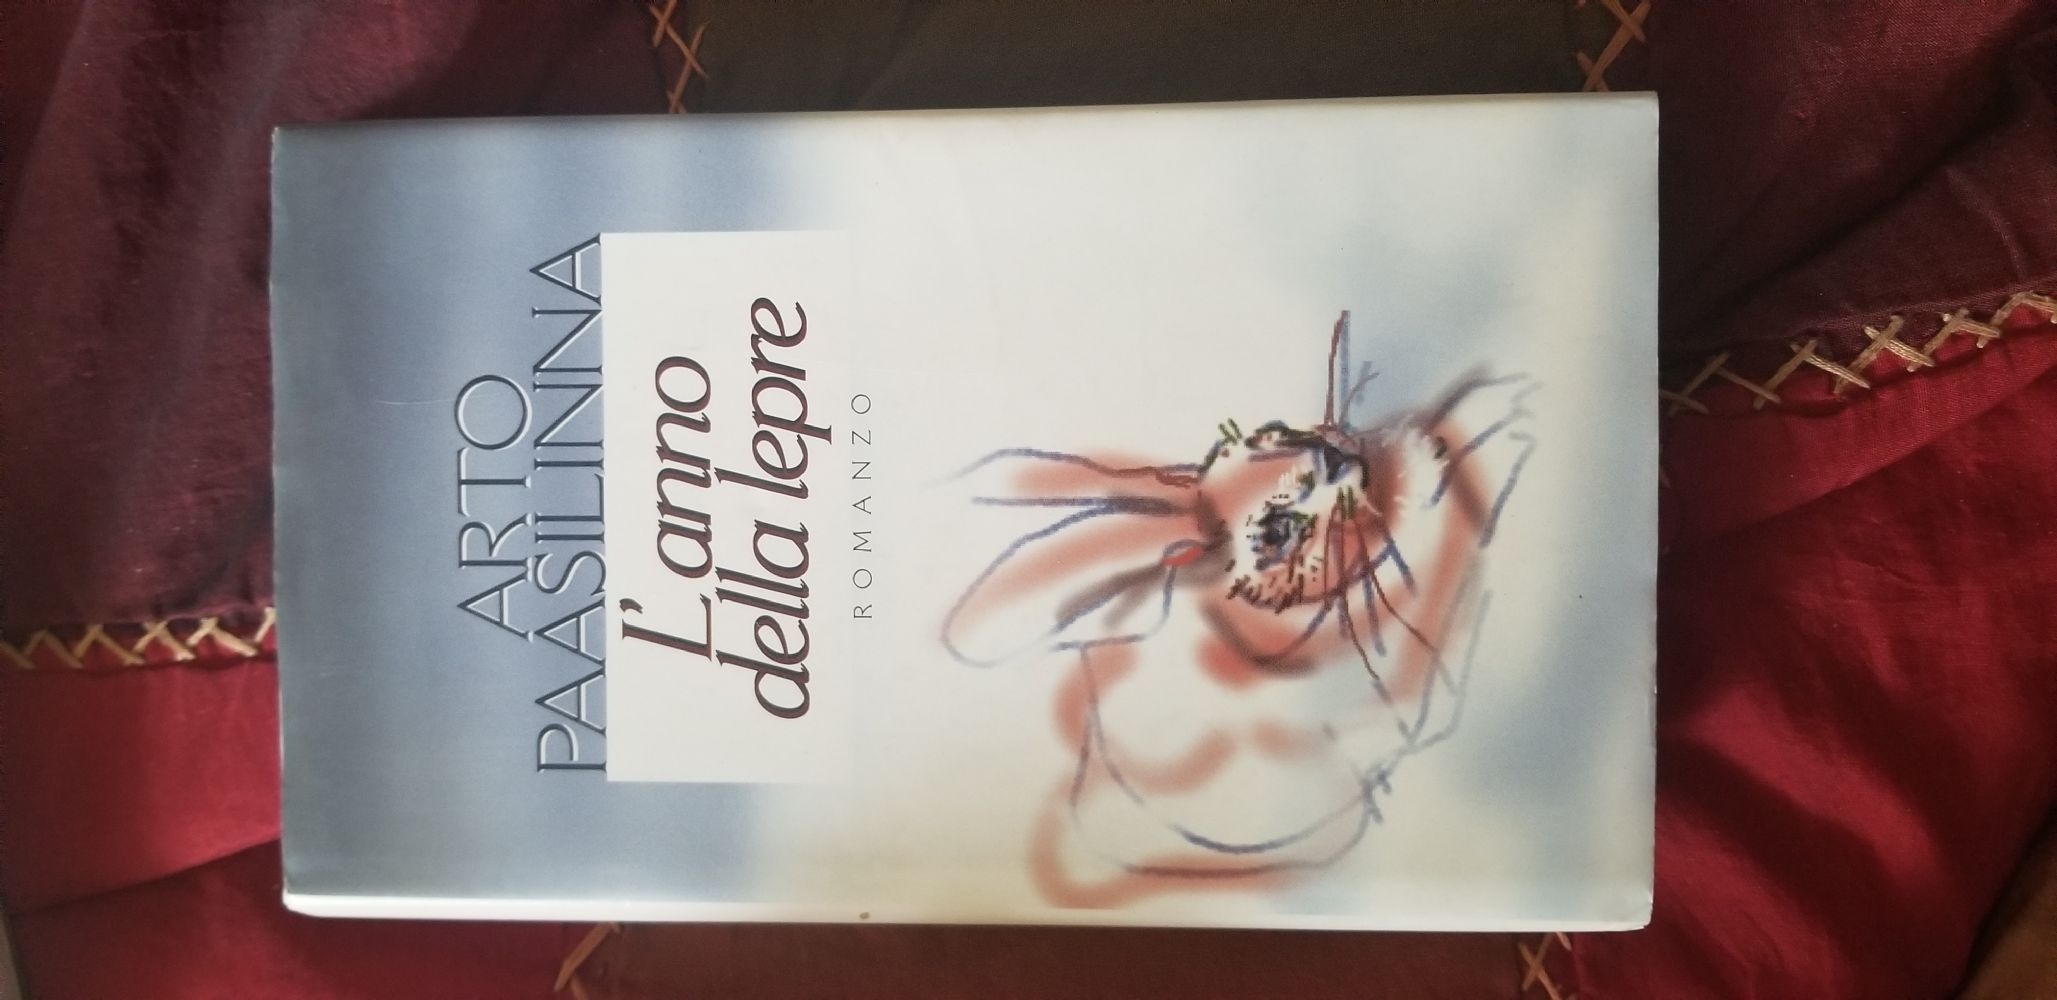 ARTO
PAASILINNA
L'anno
della lepre
ROMANZO